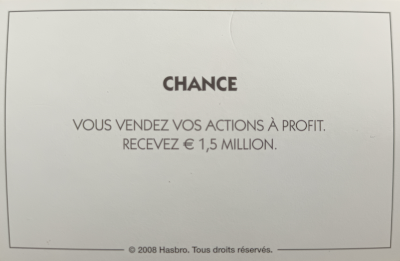 CHANCE
VOUS VENDEZ VOS ACTIONS À PROFIT.
RECEVEZ € 1,5 MILLION.
© 2008 Hasbro. Tous droits réservés.